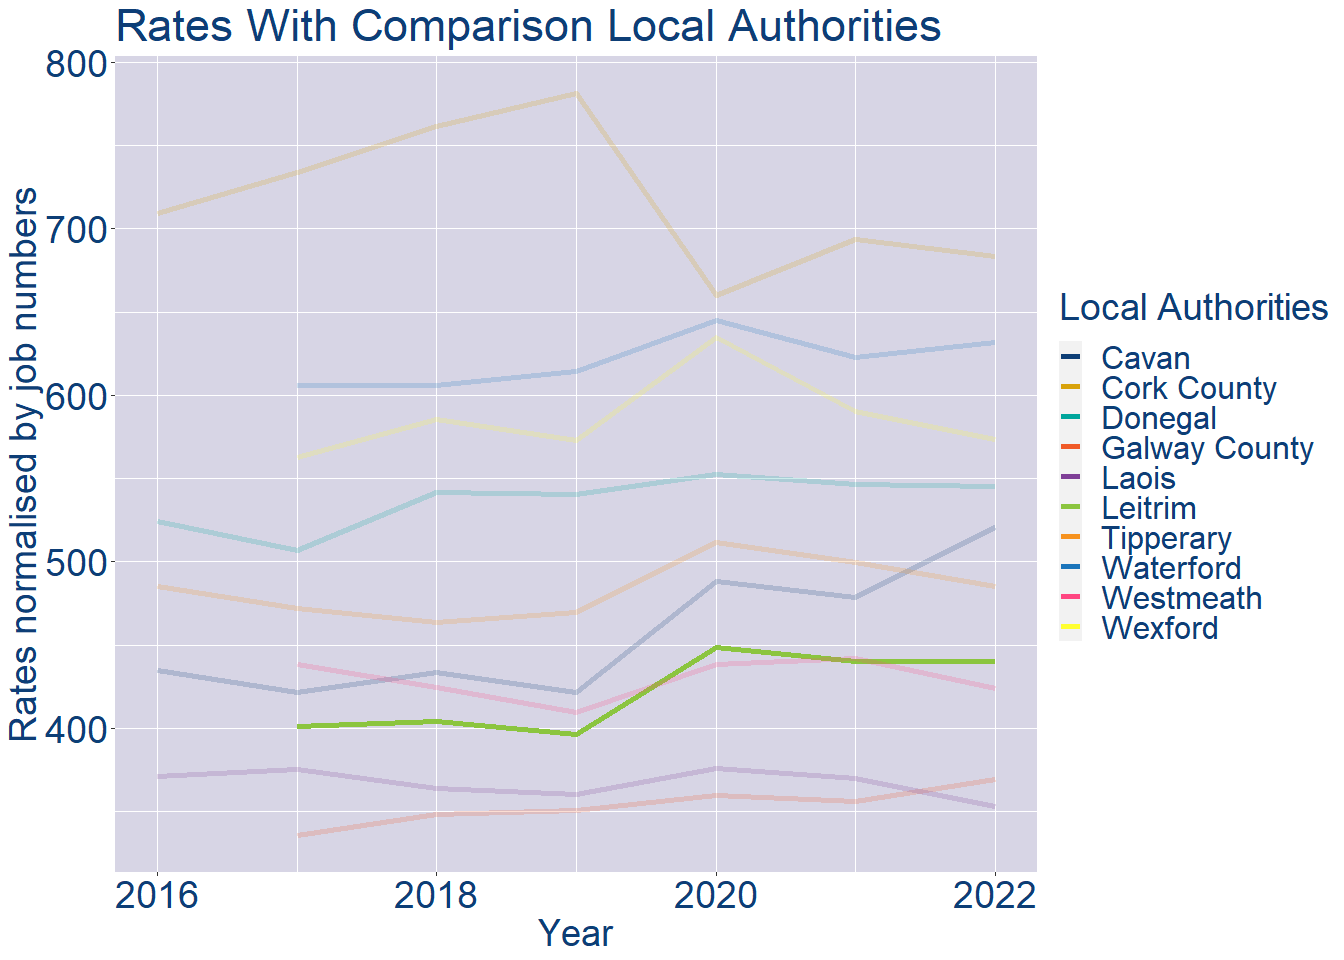 Rates With Comparison Local Authorities
Rates normalised by job numbers
800
700
600
500
400
2016
2018
2020
2022
Year
Local Authorities
Cavan
Cork County
Donegal
Galway County
Laois
Leitrim
Tipperary
Waterford
Westmeath
Wexford